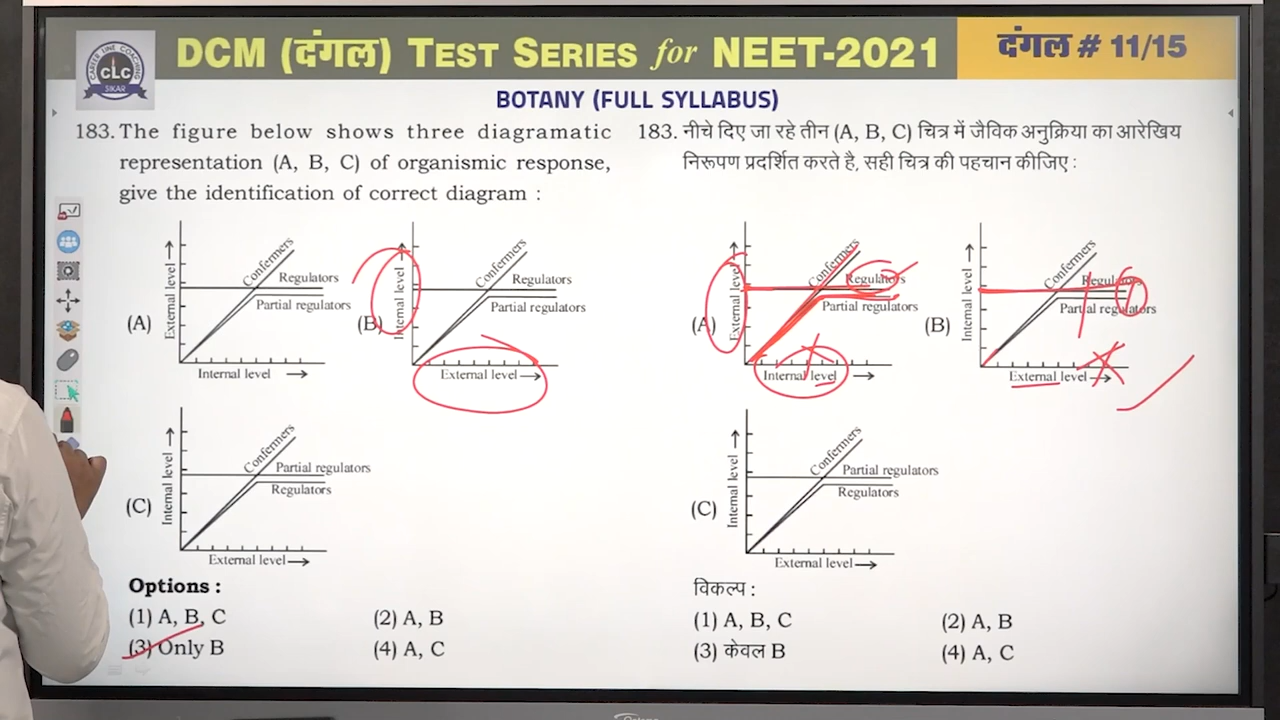 DCM (दंगल) TEST SERIES for NEET-2021
दंगल # 11/15
CAREER LINE COACHING
CLC
SIKAR
BOTANY (FULL SYLLABUS)
183. The figure below shows three diagramatic
representation (A, B, C) of organismic response,
give the identification of correct diagram :
(A)
External level
Confermers
Regulators
Partial regulators
Internal level
(B)
Internal level
Confermers
Regulators
Partial regulators
External level
(C)
Internal level
Confermers
Partial regulators
Regulators
External level
Options :
(1) A, B, C
(2) A, B
(3) Only B
(4) A, C
183. नीचे दिए जा रहे तीन (A, B, C) चित्र में जैविक अनुक्रिया का आरेखिय
निरूपण प्रदर्शित करते है, सही चित्र की पहचान कीजिए :
(A)
External level
Confermers
Regulators
Partial regulators
Internal level
(B)
Internal level
Confermers
Regulators
Partial regulators
External level
(C)
Internal level
Confermers
Partial regulators
Regulators
External level
विकल्प :
(1) A, B, C
(2) A, B
(3) केवल B
(4) A, C